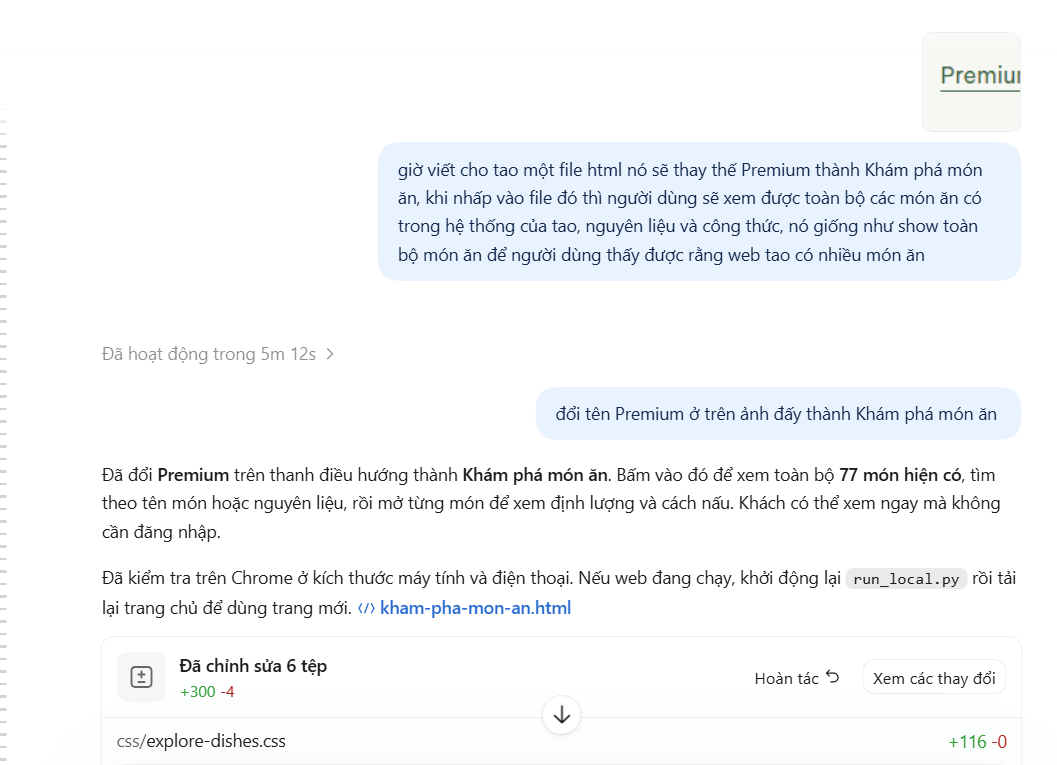 Premiu
giờ viết cho tao một file html nó sẽ thay thế Premium thành Khám phá món
ăn, khi nhấp vào file đó thì người dùng sẽ xem được toàn bộ các món ăn có
trong hệ thống của tao, nguyên liệu và công thức, nó giống như show toàn
bộ món ăn để người dùng thấy được rằng web tao có nhiều món ăn
Đã hoạt động trong 5m 12s
đổi tên Premium ở trên ảnh đấy thành Khám phá món ăn
Đã đổi Premium trên thanh điều hướng thành Khám phá món ăn. Bấm vào đó để xem toàn bộ 77 món hiện có, tìm
theo tên món hoặc nguyên liệu, rồi mở từng món để xem định lượng và cách nấu. Khách có thể xem ngay mà không
cần đăng nhập.
Đã kiểm tra trên Chrome ở kích thước máy tính và điện thoại. Nếu web đang chạy, khởi động lại run_local.py rồi tải
lại trang chủ để dùng trang mới. kham-pha-mon-an.html
Đã chỉnh sửa 6 tệp
+300 -4
Hoàn tác
Xem các thay đổi
css/explore-dishes.css
+116 -0